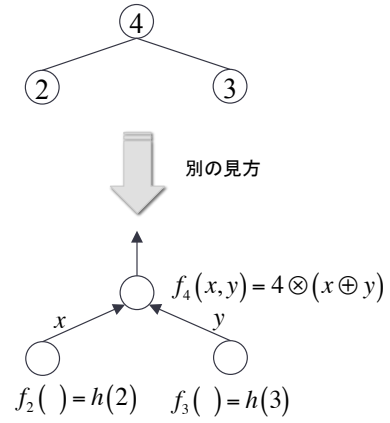 4
2 3
別の見方
f₄(x, y) = 4 ⊗ (x ⊕ y)
x y
f₂( ) = h(2) f₃( ) = h(3)